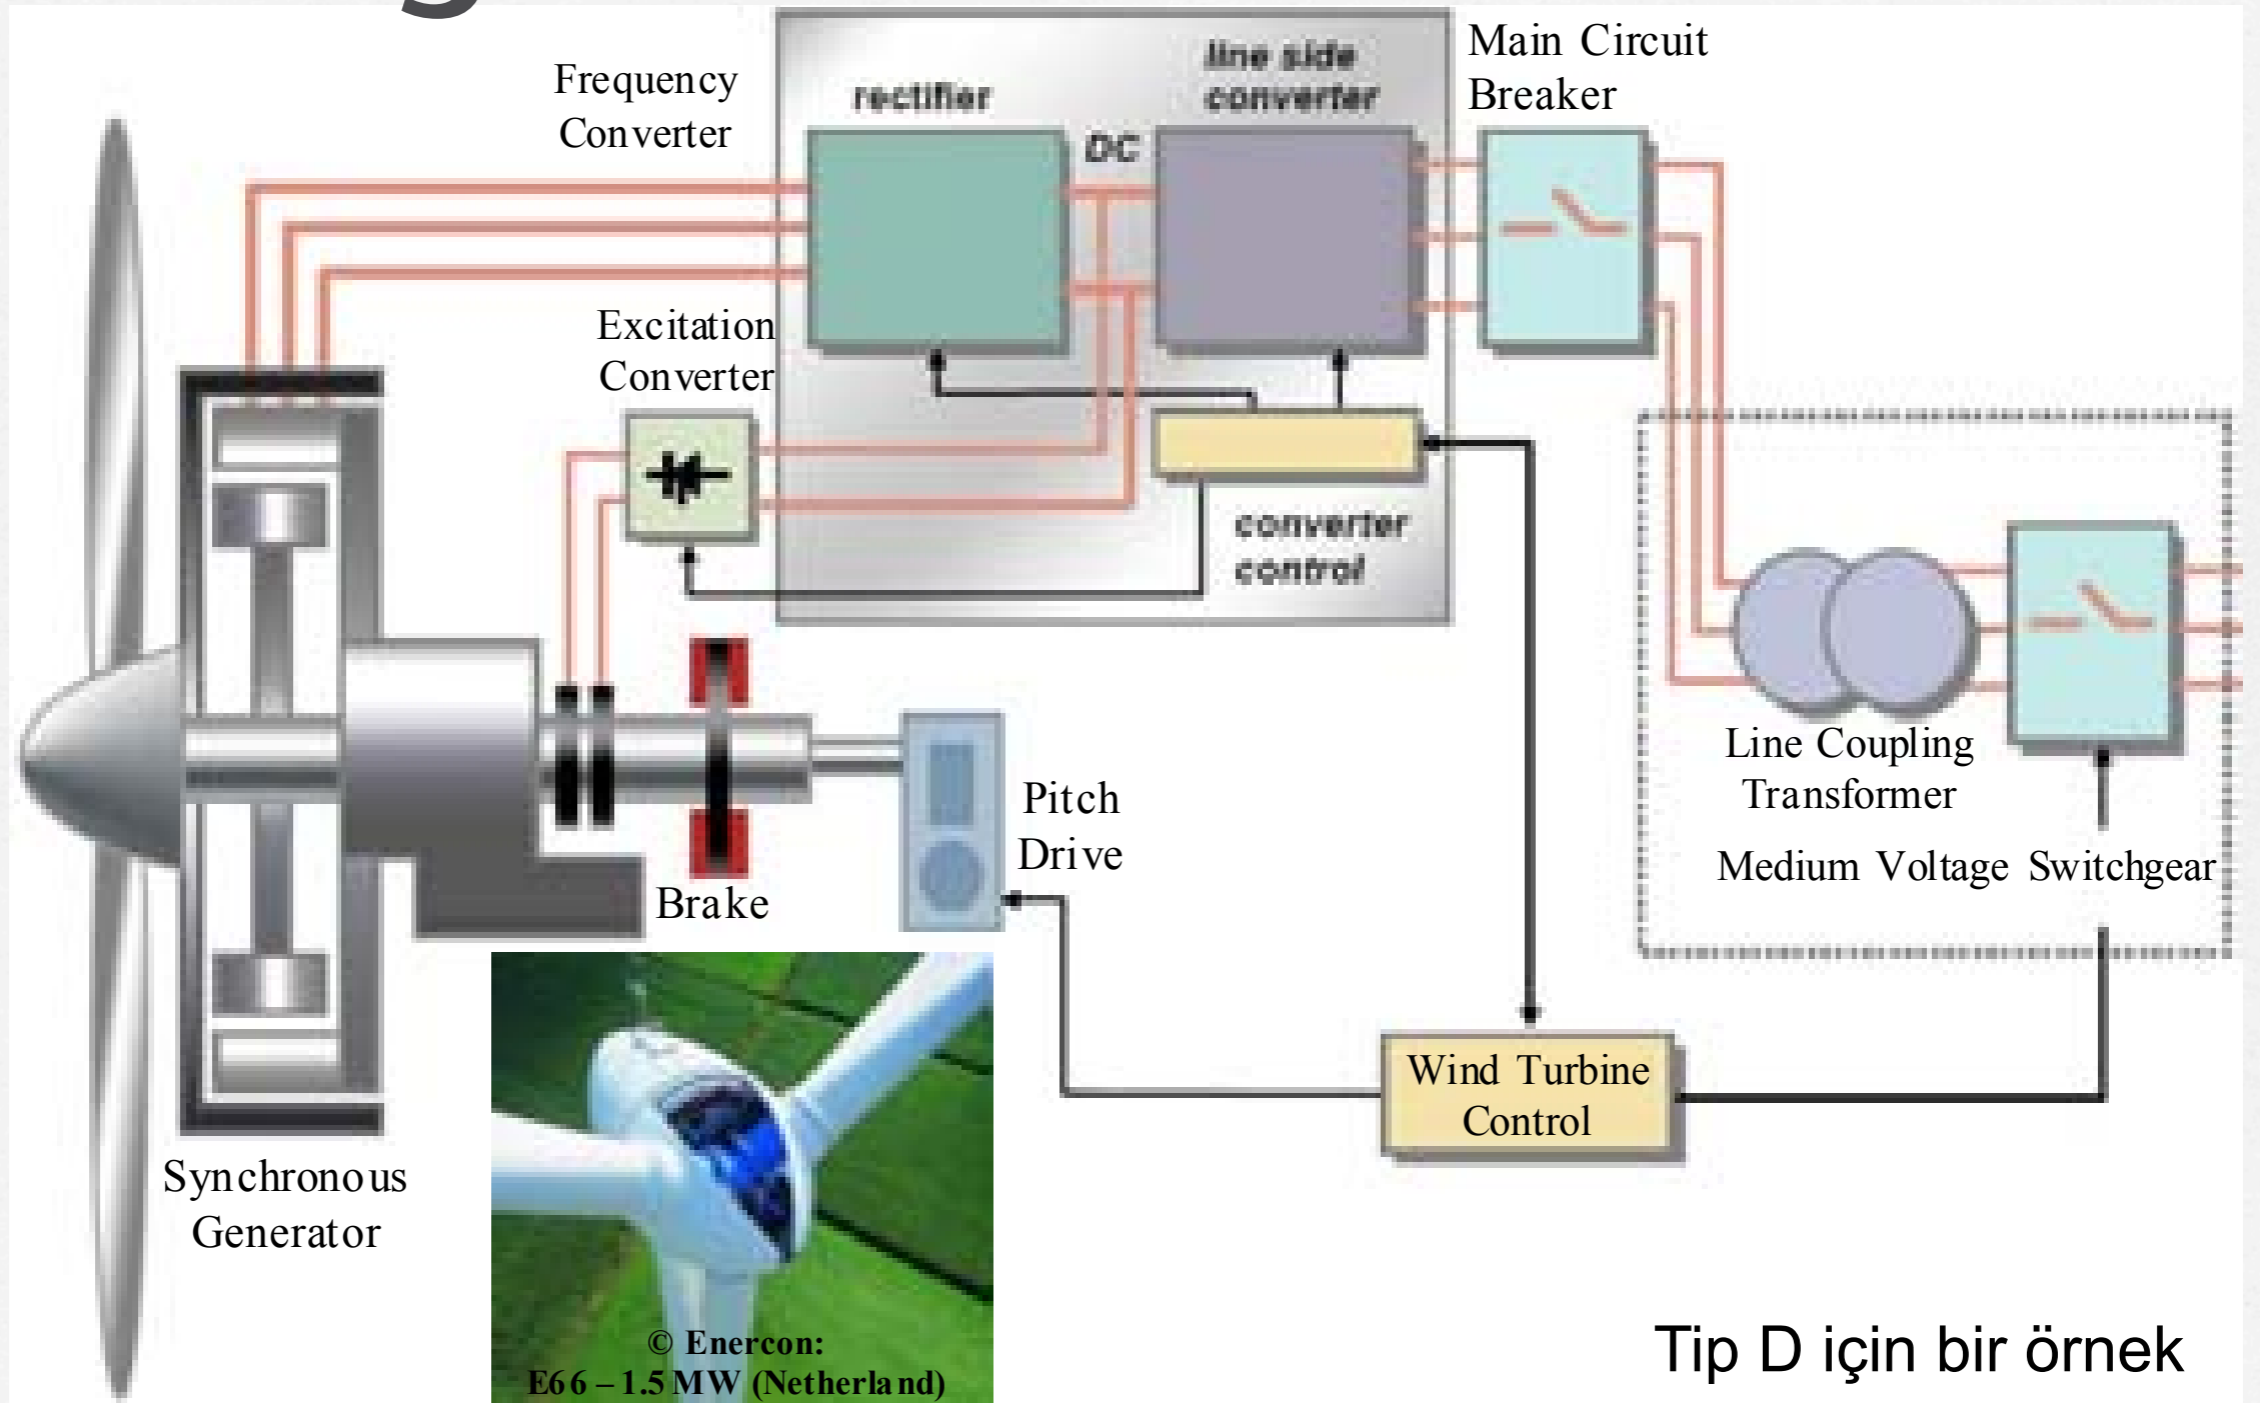 Frequency
Converter
rectifier
DC
line side
converter
Main Circuit
Breaker
Excitation
Converter
converter
control
Line Coupling
Transformer
Medium Voltage Switchgear
Pitch
Drive
Brake
Wind Turbine
Control
Synchronous
Generator
© Enercon:
E66 – 1.5 MW (Netherland)
Tip D için bir örnek